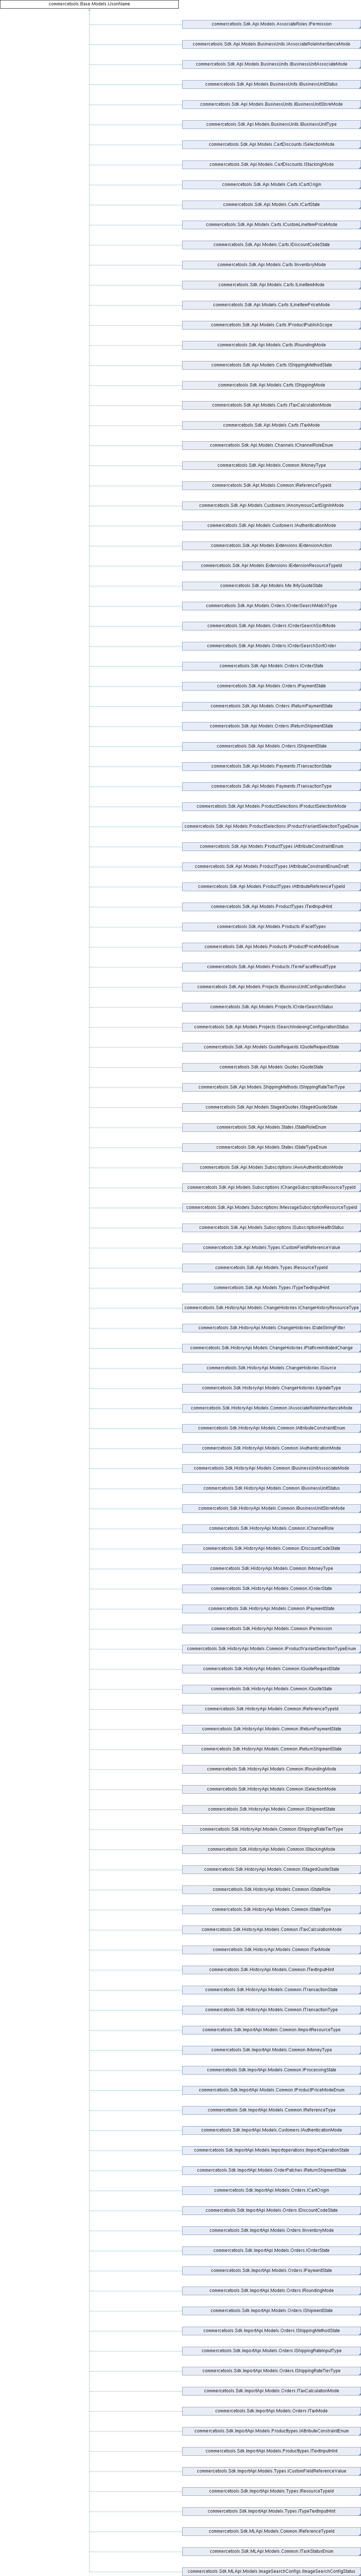 commercetools.Base.Models.IJsonName
commercetools.Sdk.Api.Models.AssociateRoles.IPermission
commercetools.Sdk.Api.Models.BusinessUnits.IAssociateRoleInheritanceMode
commercetools.Sdk.Api.Models.BusinessUnits.IBusinessUnitAssociateMode
commercetools.Sdk.Api.Models.BusinessUnits.IBusinessUnitStatus
commercetools.Sdk.Api.Models.BusinessUnits.IBusinessUnitStoreMode
commercetools.Sdk.Api.Models.BusinessUnits.IBusinessUnitType
commercetools.Sdk.Api.Models.CartDiscounts.ISelectionMode
commercetools.Sdk.Api.Models.CartDiscounts.IStackingMode
commercetools.Sdk.Api.Models.Carts.ICartOrigin
commercetools.Sdk.Api.Models.Carts.ICartState
commercetools.Sdk.Api.Models.Carts.ICustomLineItemPriceMode
commercetools.Sdk.Api.Models.Carts.IDiscountCodeState
commercetools.Sdk.Api.Models.Carts.IInventoryMode
commercetools.Sdk.Api.Models.Carts.ILineItemMode
commercetools.Sdk.Api.Models.Carts.ILineItemPriceMode
commercetools.Sdk.Api.Models.Carts.IProductPublishScope
commercetools.Sdk.Api.Models.Carts.IRoundingMode
commercetools.Sdk.Api.Models.Carts.IShippingMethodState
commercetools.Sdk.Api.Models.Carts.IShippingMode
commercetools.Sdk.Api.Models.Carts.ITaxCalculationMode
commercetools.Sdk.Api.Models.Carts.ITaxMode
commercetools.Sdk.Api.Models.Channels.IChannelRoleEnum
commercetools.Sdk.Api.Models.Common.IMoneyType
commercetools.Sdk.Api.Models.Common.IReferenceTypeId
commercetools.Sdk.Api.Models.Customers.IAnonymousCartSignInMode
commercetools.Sdk.Api.Models.Customers.IAuthenticationMode
commercetools.Sdk.Api.Models.Extensions.IExtensionAction
commercetools.Sdk.Api.Models.Extensions.IExtensionResourceTypeId
commercetools.Sdk.Api.Models.Me.IMyQuoteState
commercetools.Sdk.Api.Models.Orders.IOrderSearchMatchType
commercetools.Sdk.Api.Models.Orders.IOrderSearchSortMode
commercetools.Sdk.Api.Models.Orders.IOrderSearchSortOrder
commercetools.Sdk.Api.Models.Orders.IOrderState
commercetools.Sdk.Api.Models.Orders.IPaymentState
commercetools.Sdk.Api.Models.Orders.IReturnPaymentState
commercetools.Sdk.Api.Models.Orders.IReturnShipmentState
commercetools.Sdk.Api.Models.Orders.IShipmentState
commercetools.Sdk.Api.Models.Payments.ITransactionState
commercetools.Sdk.Api.Models.Payments.ITransactionType
commercetools.Sdk.Api.Models.ProductSelections.IProductSelectionMode
commercetools.Sdk.Api.Models.ProductSelections.IProductVariantSelectionTypeEnum
commercetools.Sdk.Api.Models.ProductTypes.IAttributeConstraintEnum
commercetools.Sdk.Api.Models.ProductTypes.IAttributeConstraintEnumDraft
commercetools.Sdk.Api.Models.ProductTypes.IAttributeReferenceTypeId
commercetools.Sdk.Api.Models.ProductTypes.ITextInputHint
commercetools.Sdk.Api.Models.Products.IFacetTypes
commercetools.Sdk.Api.Models.Products.IProductPriceModeEnum
commercetools.Sdk.Api.Models.Products.ITermFacetResultType
commercetools.Sdk.Api.Models.Projects.IBusinessUnitConfigurationStatus
commercetools.Sdk.Api.Models.Projects.IOrderSearchStatus
commercetools.Sdk.Api.Models.Projects.ISearchIndexingConfigurationStatus
commercetools.Sdk.Api.Models.QuoteRequests.IQuoteRequestState
commercetools.Sdk.Api.Models.Quotes.IQuoteState
commercetools.Sdk.Api.Models.ShippingMethods.IShippingRateTierType
commercetools.Sdk.Api.Models.StagedQuotes.IStagedQuoteState
commercetools.Sdk.Api.Models.States.IStateRoleEnum
commercetools.Sdk.Api.Models.States.IStateTypeEnum
commercetools.Sdk.Api.Models.Subscriptions.IAwsAuthenticationMode
commercetools.Sdk.Api.Models.Subscriptions.IChangeSubscriptionResourceTypeId
commercetools.Sdk.Api.Models.Subscriptions.IMessageSubscriptionResourceTypeId
commercetools.Sdk.Api.Models.Subscriptions.ISubscriptionHealthStatus
commercetools.Sdk.Api.Models.Types.ICustomFieldReferenceValue
commercetools.Sdk.Api.Models.Types.IResourceTypeId
commercetools.Sdk.Api.Models.Types.ITypeTextInputHint
commercetools.Sdk.HistoryApi.Models.ChangeHistories.IChangeHistoryResourceType
commercetools.Sdk.HistoryApi.Models.ChangeHistories.IDateStringFilter
commercetools.Sdk.HistoryApi.Models.ChangeHistories.IPlatformInitiatedChange
commercetools.Sdk.HistoryApi.Models.ChangeHistories.ISource
commercetools.Sdk.HistoryApi.Models.ChangeHistories.IUpdateType
commercetools.Sdk.HistoryApi.Models.Common.IAssociateRoleInheritanceMode
commercetools.Sdk.HistoryApi.Models.Common.IAttributeConstraintEnum
commercetools.Sdk.HistoryApi.Models.Common.IAuthenticationMode
commercetools.Sdk.HistoryApi.Models.Common.IBusinessUnitAssociateMode
commercetools.Sdk.HistoryApi.Models.Common.IBusinessUnitStatus
commercetools.Sdk.HistoryApi.Models.Common.IBusinessUnitStoreMode
commercetools.Sdk.HistoryApi.Models.Common.IChannelRole
commercetools.Sdk.HistoryApi.Models.Common.IDiscountCodeState
commercetools.Sdk.HistoryApi.Models.Common.IMoneyType
commercetools.Sdk.HistoryApi.Models.Common.IOrderState
commercetools.Sdk.HistoryApi.Models.Common.IPaymentState
commercetools.Sdk.HistoryApi.Models.Common.IPermission
commercetools.Sdk.HistoryApi.Models.Common.IProductVariantSelectionTypeEnum
commercetools.Sdk.HistoryApi.Models.Common.IQuoteRequestState
commercetools.Sdk.HistoryApi.Models.Common.IQuoteState
commercetools.Sdk.HistoryApi.Models.Common.IReferenceTypeId
commercetools.Sdk.HistoryApi.Models.Common.IReturnPaymentState
commercetools.Sdk.HistoryApi.Models.Common.IReturnShipmentState
commercetools.Sdk.HistoryApi.Models.Common.IRoundingMode
commercetools.Sdk.HistoryApi.Models.Common.ISelectionMode
commercetools.Sdk.HistoryApi.Models.Common.IShipmentState
commercetools.Sdk.HistoryApi.Models.Common.IShippingRateTierType
commercetools.Sdk.HistoryApi.Models.Common.IStackingMode
commercetools.Sdk.HistoryApi.Models.Common.IStagedQuoteState
commercetools.Sdk.HistoryApi.Models.Common.IStateRole
commercetools.Sdk.HistoryApi.Models.Common.IStateType
commercetools.Sdk.HistoryApi.Models.Common.ITaxCalculationMode
commercetools.Sdk.HistoryApi.Models.Common.ITaxMode
commercetools.Sdk.HistoryApi.Models.Common.ITextInputHint
commercetools.Sdk.HistoryApi.Models.Common.ITransactionState
commercetools.Sdk.HistoryApi.Models.Common.ITransactionType
commercetools.Sdk.ImportApi.Models.Common.IImportResourceType
commercetools.Sdk.ImportApi.Models.Common.IMoneyType
commercetools.Sdk.ImportApi.Models.Common.IProcessingState
commercetools.Sdk.ImportApi.Models.Common.IProductPriceModeEnum
commercetools.Sdk.ImportApi.Models.Common.IReferenceType
commercetools.Sdk.ImportApi.Models.Customers.IAuthenticationMode
commercetools.Sdk.ImportApi.Models.Importoperations.IImportOperationState
commercetools.Sdk.ImportApi.Models.OrderPatches.IReturnShipmentState
commercetools.Sdk.ImportApi.Models.Orders.ICartOrigin
commercetools.Sdk.ImportApi.Models.Orders.IDiscountCodeState
commercetools.Sdk.ImportApi.Models.Orders.IInventoryMode
commercetools.Sdk.ImportApi.Models.Orders.IOrderState
commercetools.Sdk.ImportApi.Models.Orders.IPaymentState
commercetools.Sdk.ImportApi.Models.Orders.IRoundingMode
commercetools.Sdk.ImportApi.Models.Orders.IShipmentState
commercetools.Sdk.ImportApi.Models.Orders.IShippingMethodState
commercetools.Sdk.ImportApi.Models.Orders.IShippingRateInputType
commercetools.Sdk.ImportApi.Models.Orders.IShippingRateTierType
commercetools.Sdk.ImportApi.Models.Orders.ITaxCalculationMode
commercetools.Sdk.ImportApi.Models.Orders.ITaxMode
commercetools.Sdk.ImportApi.Models.Producttypes.IAttributeConstraintEnum
commercetools.Sdk.ImportApi.Models.Producttypes.ITextInputHint
commercetools.Sdk.ImportApi.Models.Types.ICustomFieldReferenceValue
commercetools.Sdk.ImportApi.Models.Types.IResourceTypeId
commercetools.Sdk.ImportApi.Models.Types.ITypeTextInputHint
commercetools.Sdk.MLApi.Models.Common.IReferenceTypeId
commercetools.Sdk.MLApi.Models.Common.ITaskStatusEnum
commercetools.Sdk.MLApi.Models.ImageSearchConfigs.IImageSearchConfigStatus